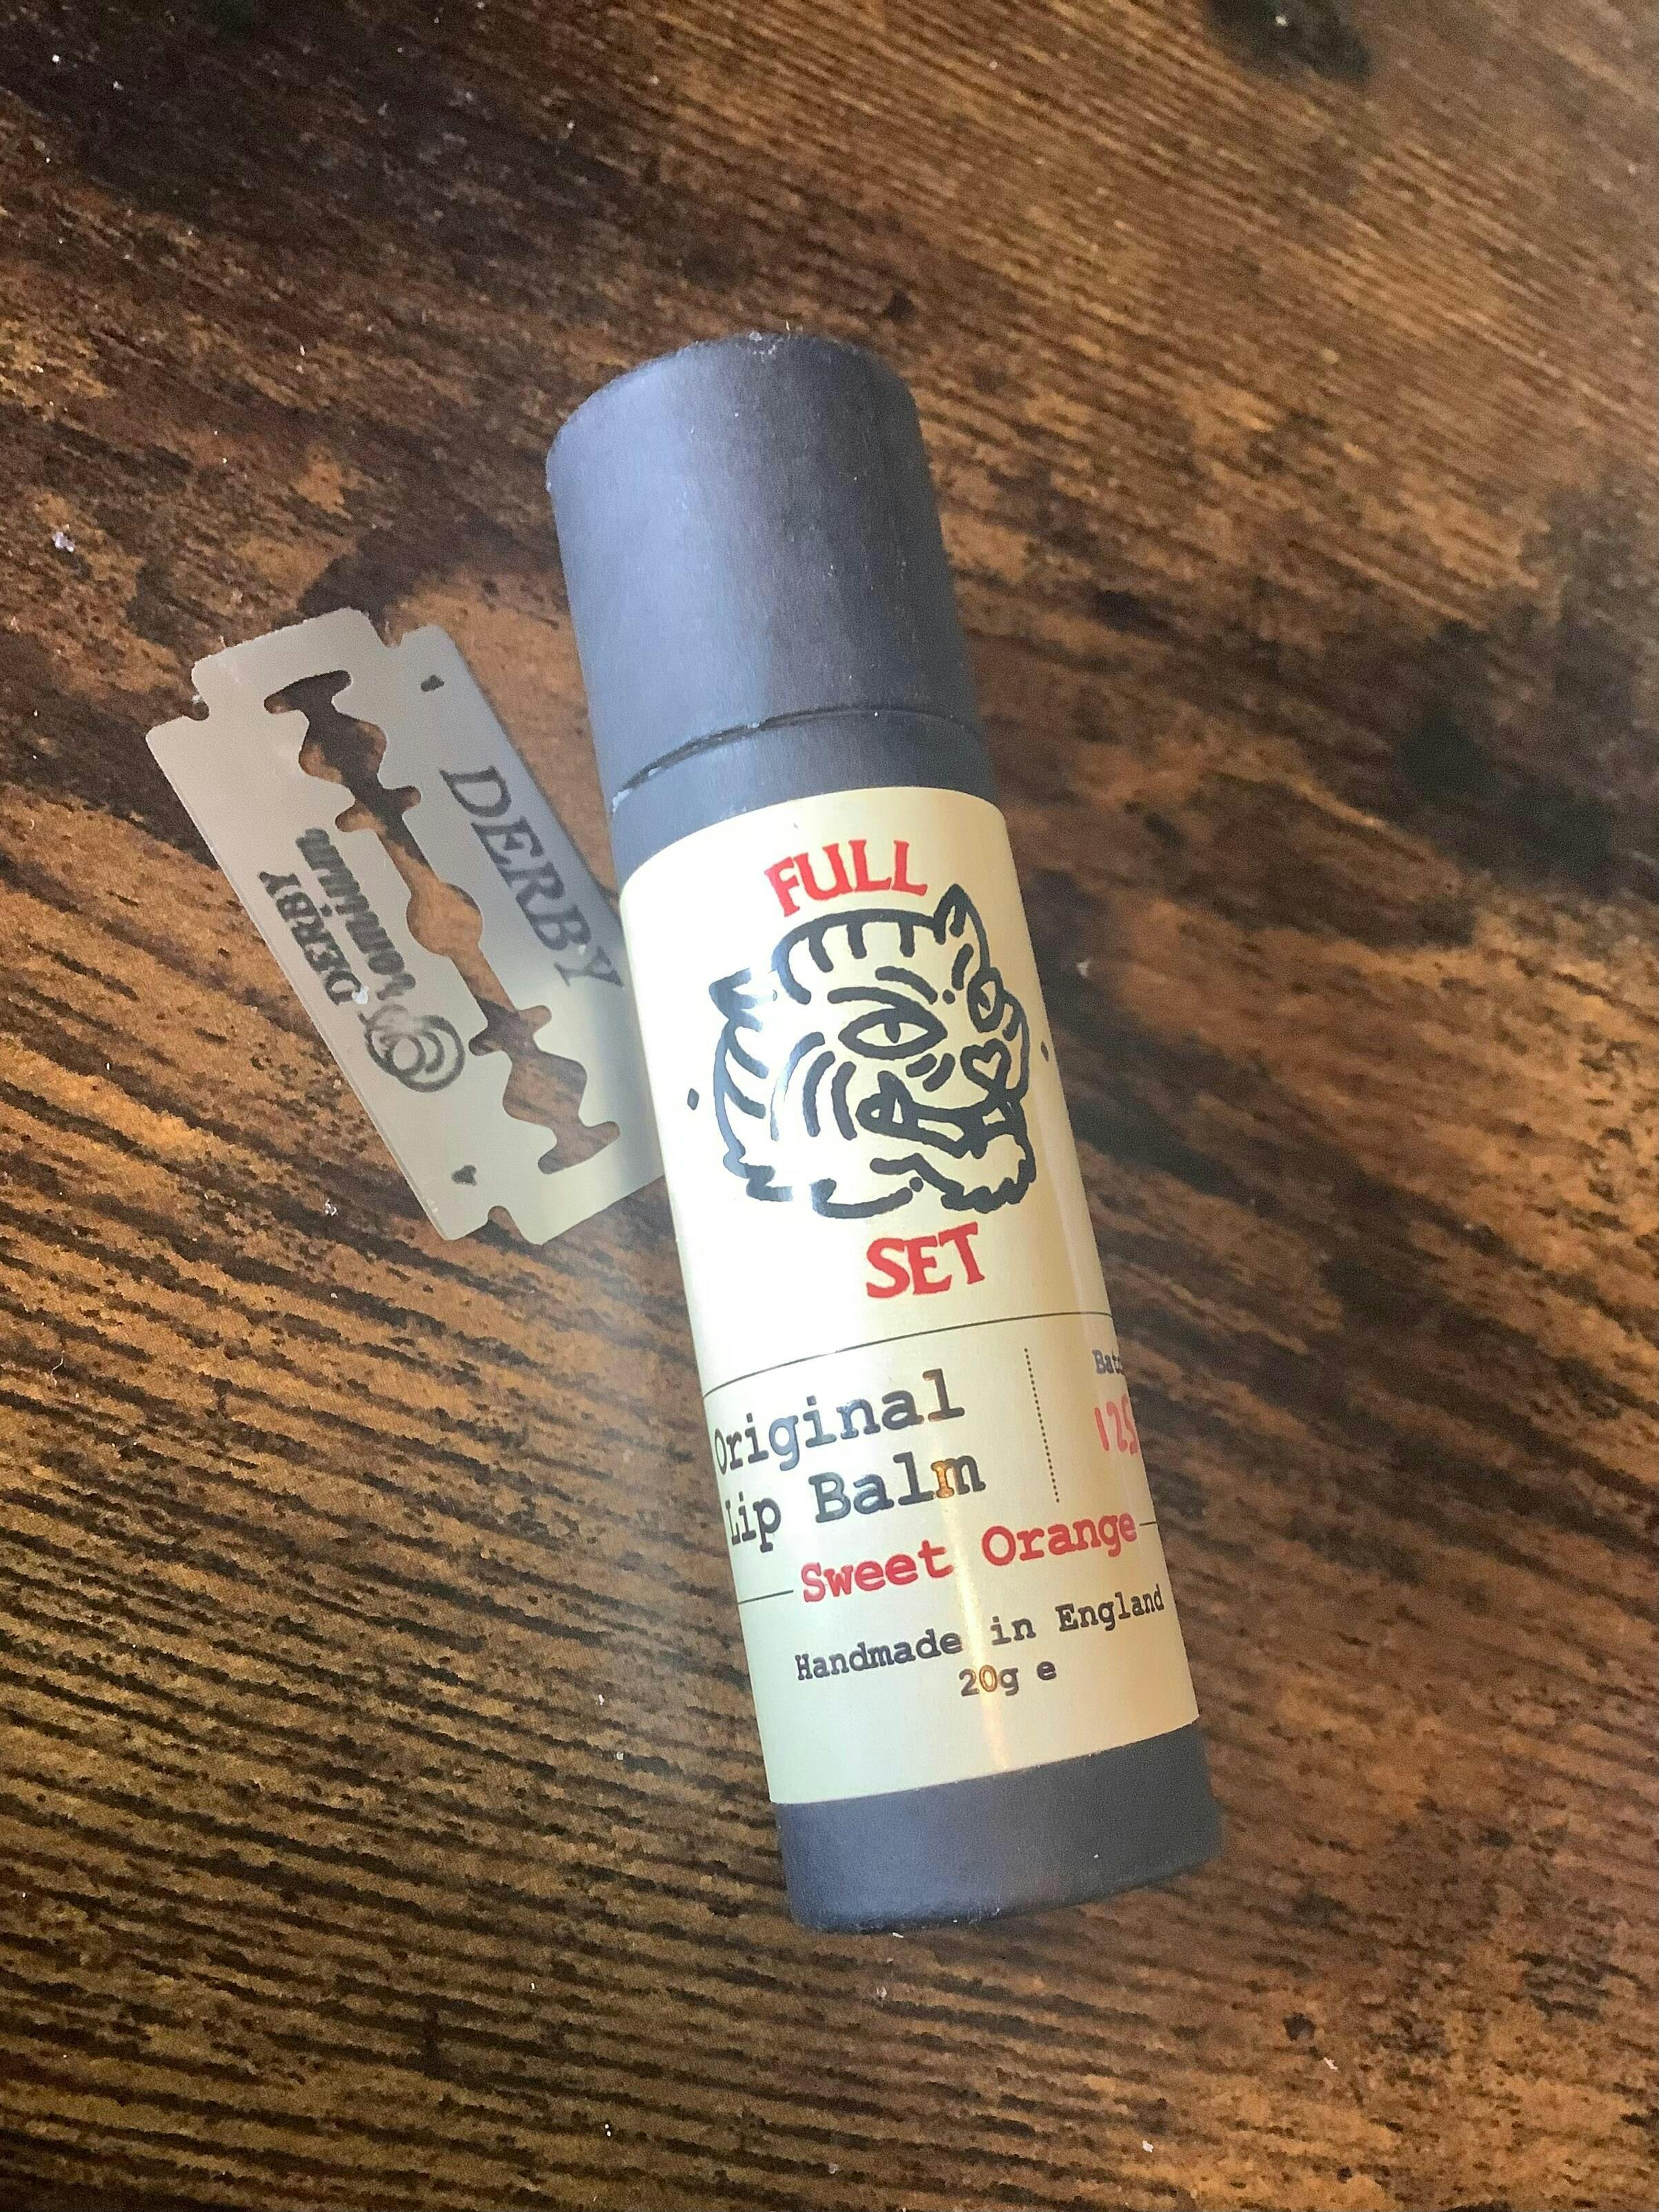 DERBY
DERBY
premium
FULL
SET
Original
Lip Balm
Sweet Orange
Handmade in England
20g e